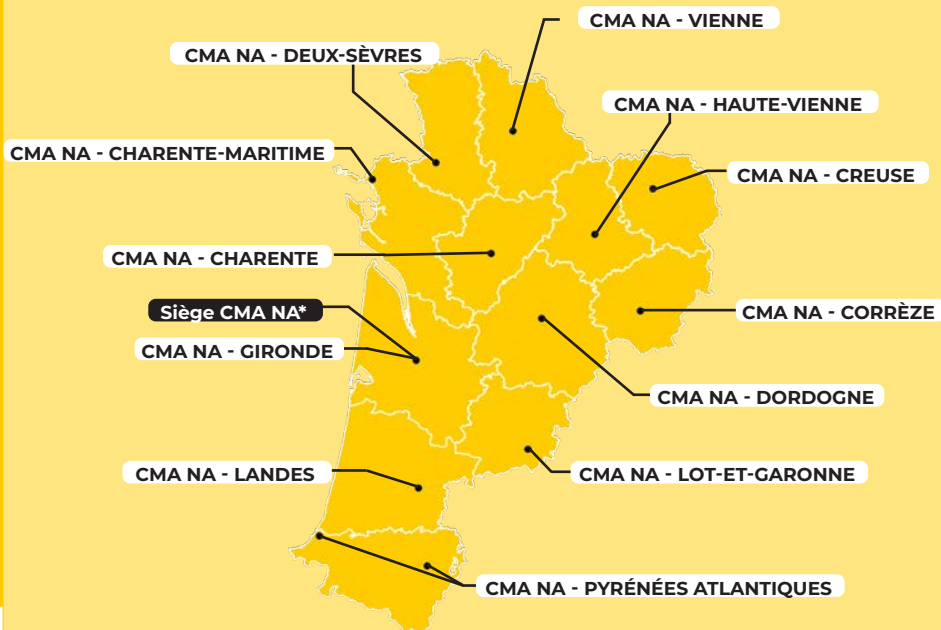 CMA NA - VIENNE
CMA NA - DEUX-SÈVRES
CMA NA - HAUTE-VIENNE
CMA NA - CHARENTE-MARITIME
CMA NA - CREUSE
CMA NA - CHARENTE
Siège CMA NA*
CMA NA - CORRÈZE
CMA NA - GIRONDE
CMA NA - DORDOGNE
CMA NA - LANDES
CMA NA - LOT-ET-GARONNE
CMA NA - PYRÉNÉES ATLANTIQUES